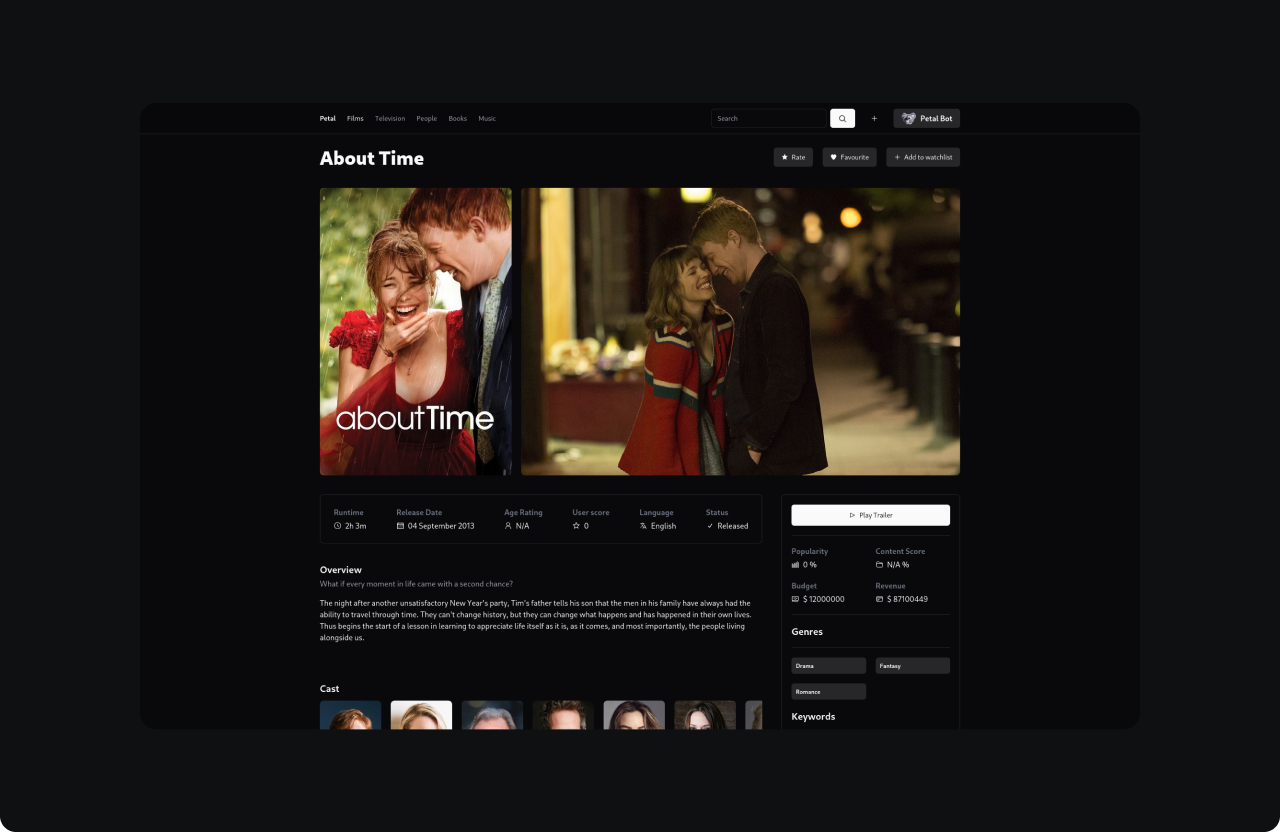 Petal Films Television People Books Music
Search
Petal Bot
About Time
Rate
Favourite
Add to watchlist
aboutTime
Runtime
2h 3m
Release Date
04 September 2013
Age Rating
N/A
User score
0
Language
English
Status
Released
Play Trailer
Popularity
0 %
Content Score
N/A %
Budget
$ 12000000
Revenue
$ 87100449
Overview
What if every moment in life came with a second chance?
The night after another unsatisfactory New Year's party, Tim's father tells his son that the men in his family have always had the
ability to travel through time. They can't change history, but they can change what happens and has happened in their own lives.
Thus begins the start of a lesson in learning to appreciate life itself as it is, as it comes, and most importantly, the people living
alongside us.
Genres
Drama
Fantasy
Romance
Cast
Keywords